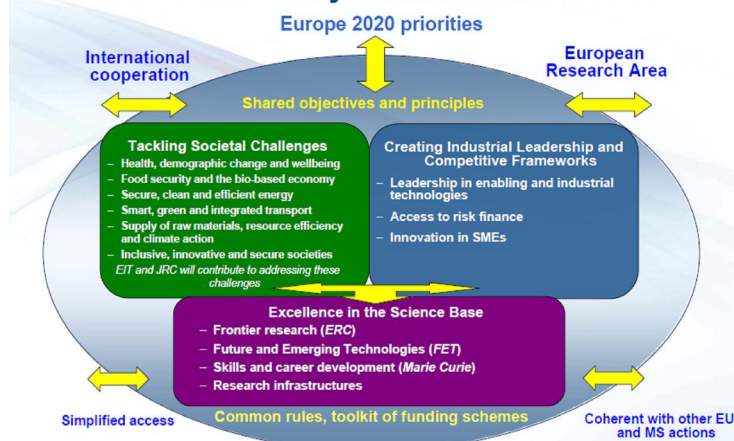 Europe 2020 priorities
International
cooperation
European
Research Area
Shared objectives and principles
Tackling Societal Challenges
– Health, demographic change and wellbeing
– Food security and the bio-based economy
– Secure, clean and efficient energy
– Smart, green and integrated transport
– Supply of raw materials, resource efficiency
and climate action
– Inclusive, innovative and secure societies
EIT and JRC will contribute to addressing these
challenges
Creating Industrial Leadership and
Competitive Frameworks
– Leadership in enabling and industrial
technologies
– Access to risk finance
– Innovation in SMEs
Excellence in the Science Base
– Frontier research (ERC)
– Future and Emerging Technologies (FET)
– Skills and career development (Marie Curie)
– Research infrastructures
Simplified access
Common rules, toolkit of funding schemes
Coherent with other EU
and MS actions